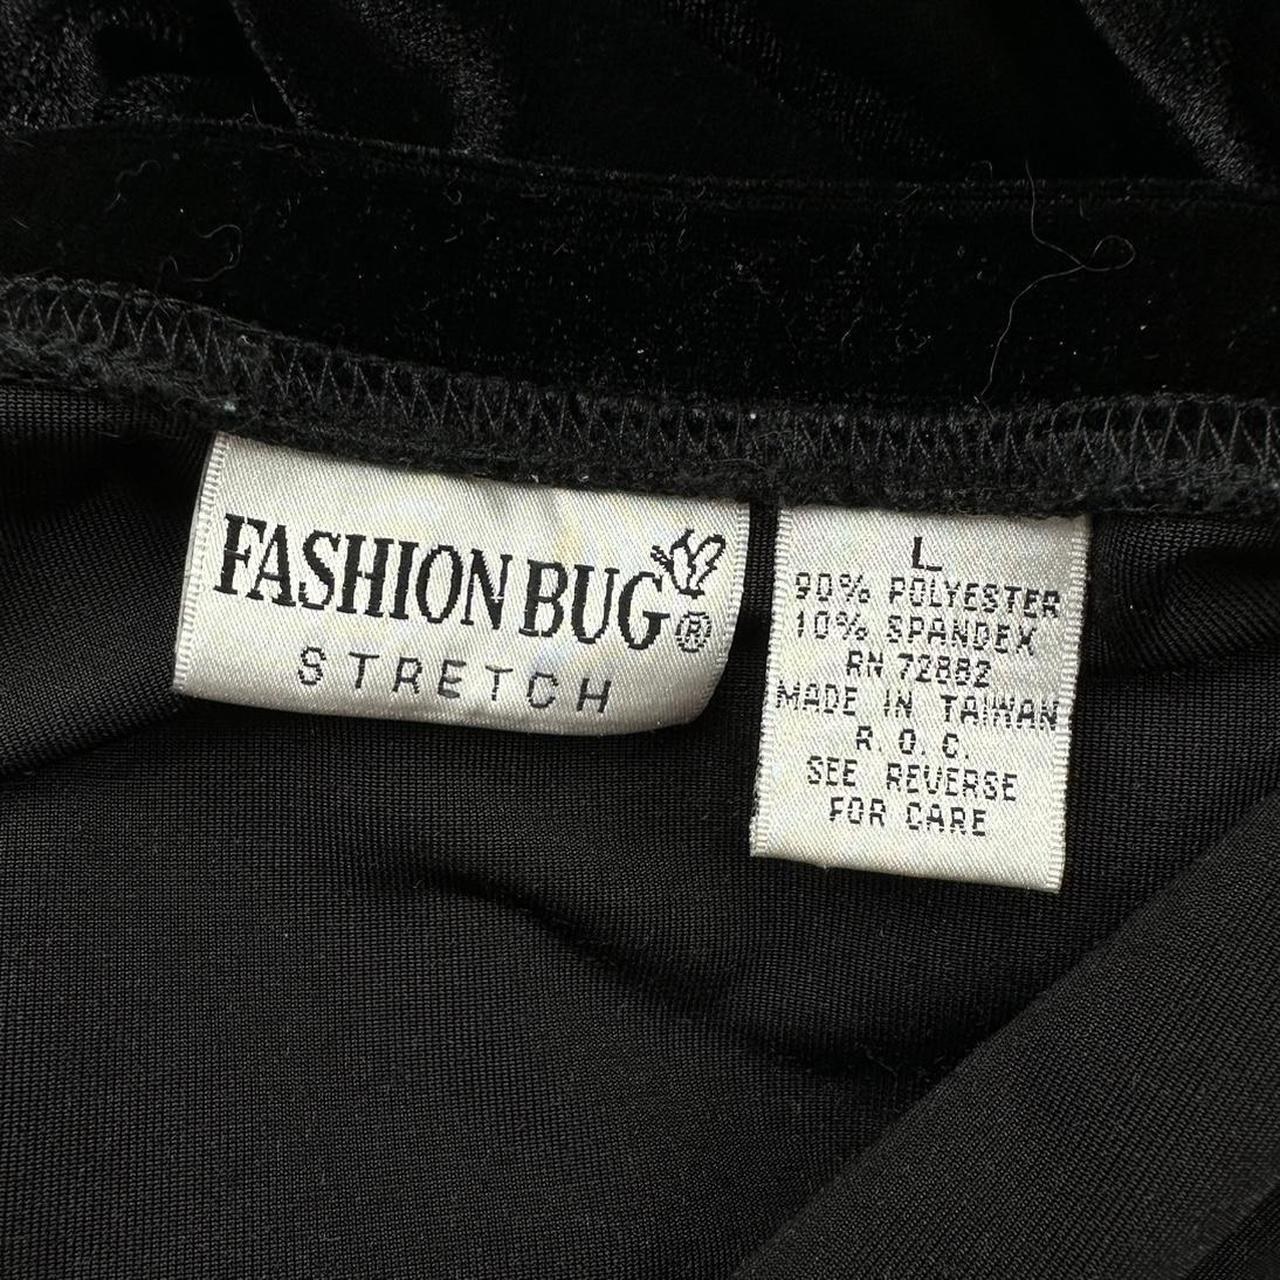 FASHION BUG®
STRETCH
L
90% POLYESTER
10% SPANDEX
RN 72882
MADE IN TAIWAN
R.O.C.
SEE REVERSE
FOR CARE